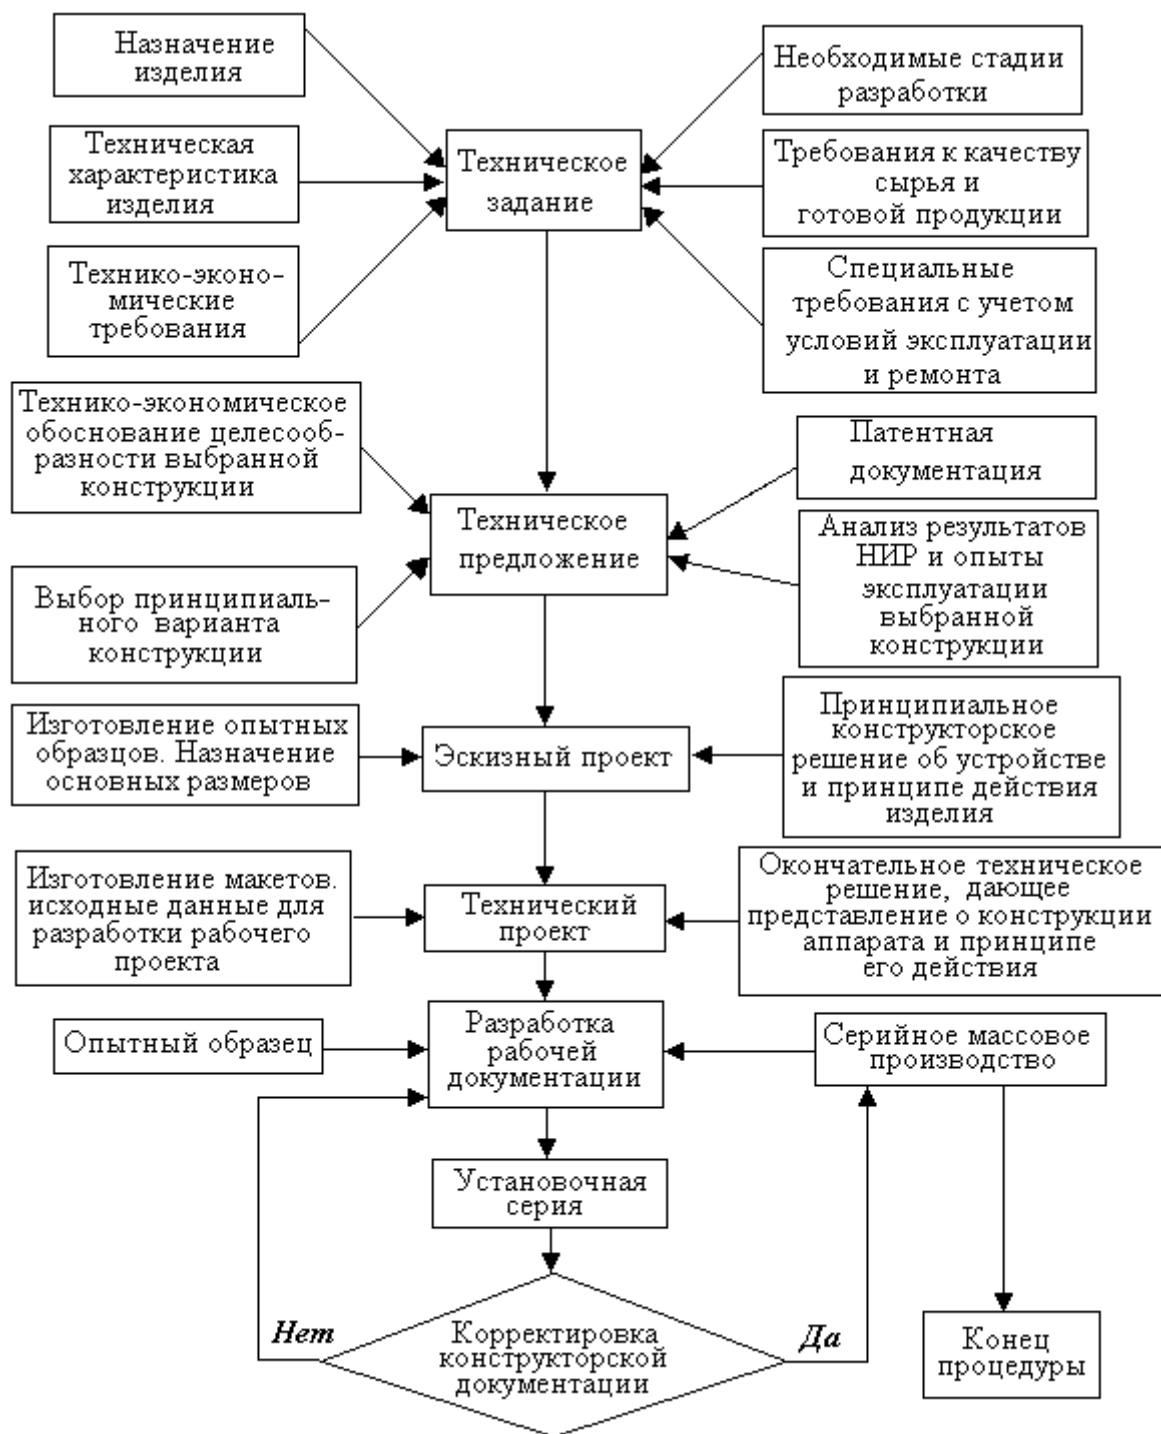 Назначение
изделия
Необходимые стадии
разработки
Техническая
характеристика
изделия
Техническое
задание
Требования к качеству
сырья и
готовой продукции
Технико-эконо-
мические
требования
Специальные
требования с учетом
условий эксплуатации
и ремонта
Технико-экономическое
обоснование целесооб-
разности выбранной
конструкции
Патентная
документация
Техническое
предложение
Анализ результатов
НИР и опыты
эксплуатации
выбранной
конструкции
Выбор принципиаль-
ного варианта
конструкции
Изготовление опытных
образцов. Назначение
основных размеров
Эскизный проект
Принципиальное
конструкторское
решение об устройстве
и принципе действия
изделия
Изготовление макетов.
исходные данные для
разработки рабочего
проекта
Технический
проект
Окончательное техническое
решение, дающее
представление о конструкции
аппарата и принципе
его действия
Опытный образец
Разработка
рабочей
документации
Серийное массовое
производство
Установочная
серия
Нет
Корректировка
конструкторской
документации
Да
Конец
процедуры